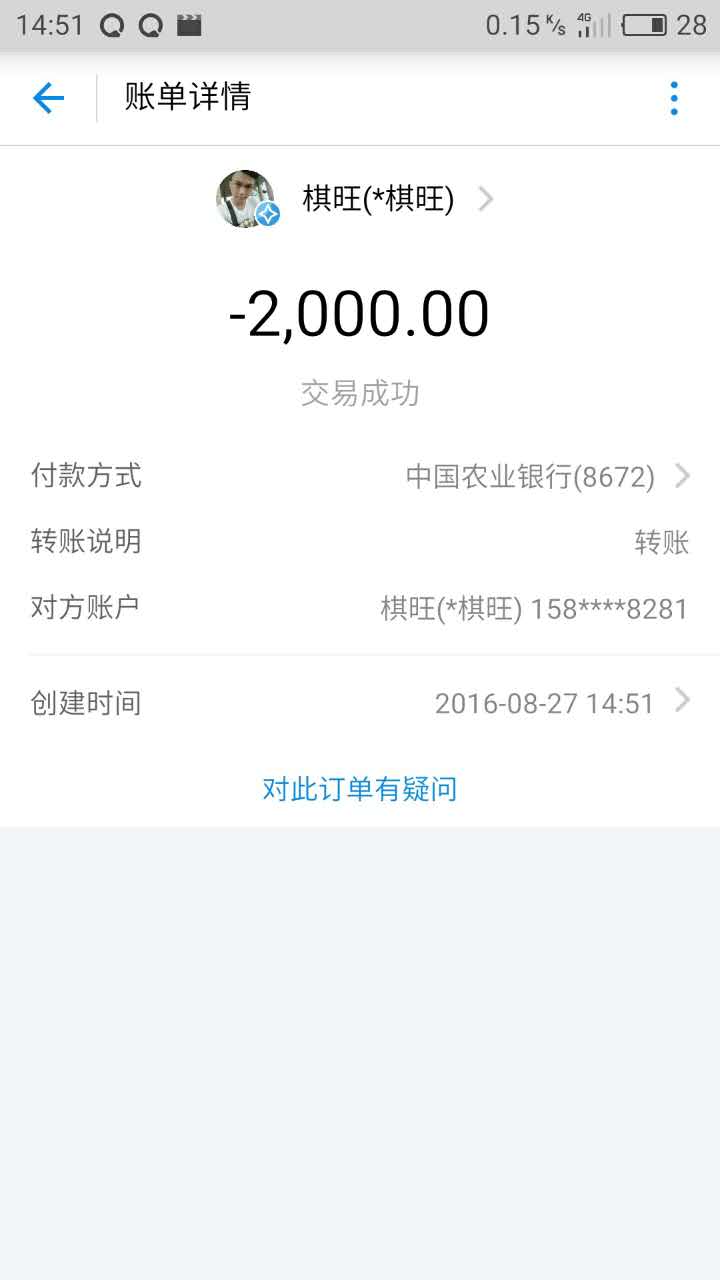 14:51 0.15 K/s 4G 28
账单详情
棋旺(*棋旺)
-2,000.00
交易成功
付款方式 中国农业银行(8672)
转账说明 转账
对方账户 棋旺(*棋旺) 158****8281
创建时间 2016-08-27 14:51
对此订单有疑问